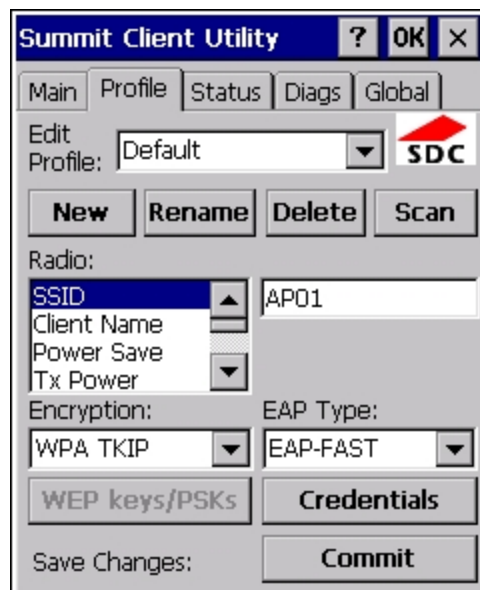 Summit Client Utility ? OK ×
Main Profile Status Diags Global
Edit
Profile: Default
SDC
New Rename Delete Scan
Radio:
SSID AP01
Client Name
Power Save
Tx Power
Encryption: EAP Type:
WPA TKIP EAP-FAST
WEP keys/PSKs Credentials
Save Changes: Commit